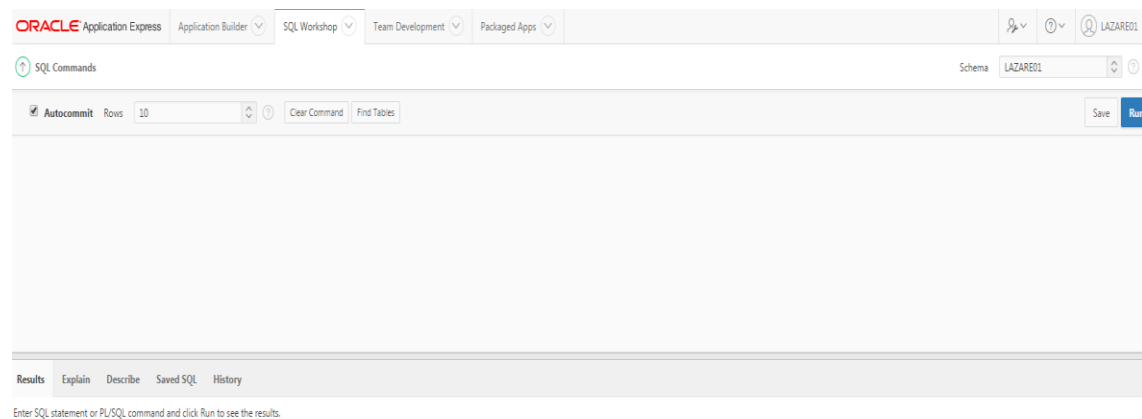 ORACLE Application Express Application Builder SQL Workshop Team Development Packaged Apps LAZARE01
SQL Commands Schema LAZARE01
Autocommit Rows 10 Clear Command Find Tables Save Run
Results Explain Describe Saved SQL History
Enter SQL statement or PL/SQL command and click Run to see the results.